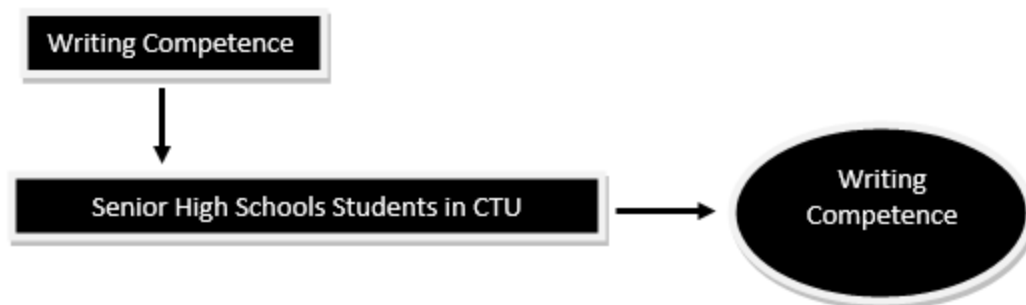 Writing Competence
Senior High Schools Students in CTU
Writing
Competence